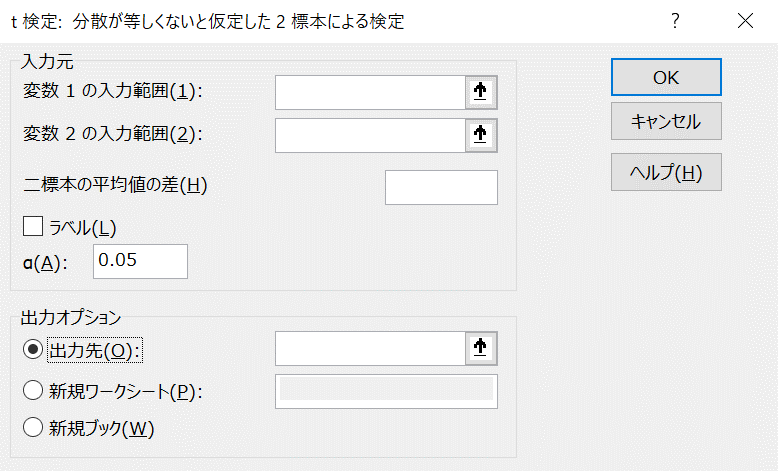 t 検定: 分散が等しくないと仮定した 2 標本による検定
?
入力元
変数 1 の入力範囲(1):
変数 2 の入力範囲(2):
二標本の平均値の差(H)
ラベル(L)
α(A):
0.05
OK
キャンセル
ヘルプ(H)
出力オプション
出力先(O):
新規ワークシート(P):
新規ブック(W)